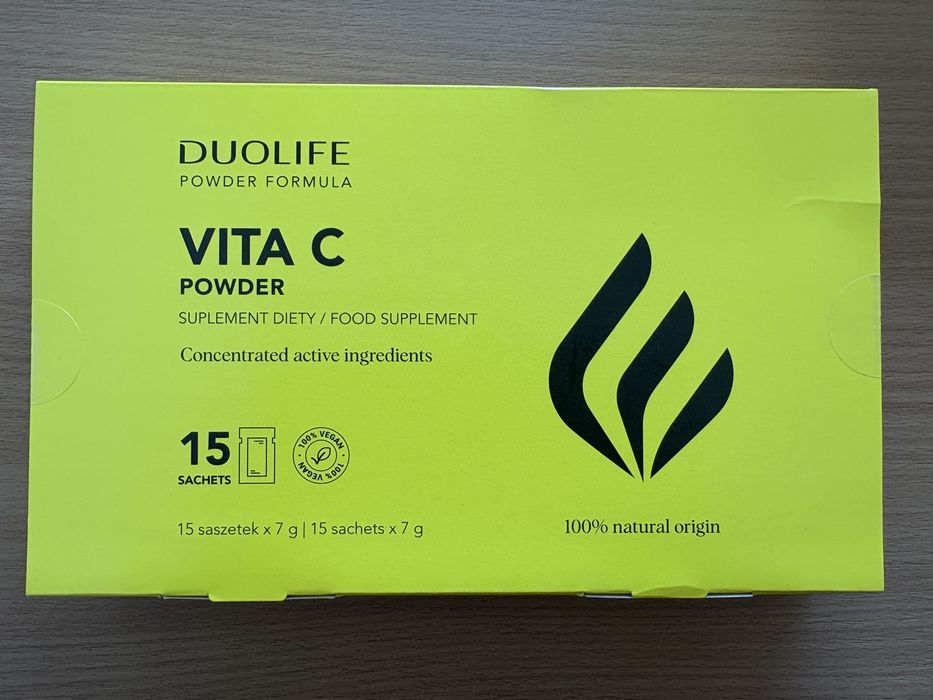 DUOLIFE
POWDER FORMULA
VITA C
POWDER
SUPLEMENT DIETY / FOOD SUPPLEMENT
Concentrated active ingredients
15
SACHETS
100% VEGAN · 100% VEGAN ·
15 saszetek x 7 g | 15 sachets x 7 g
100% natural origin